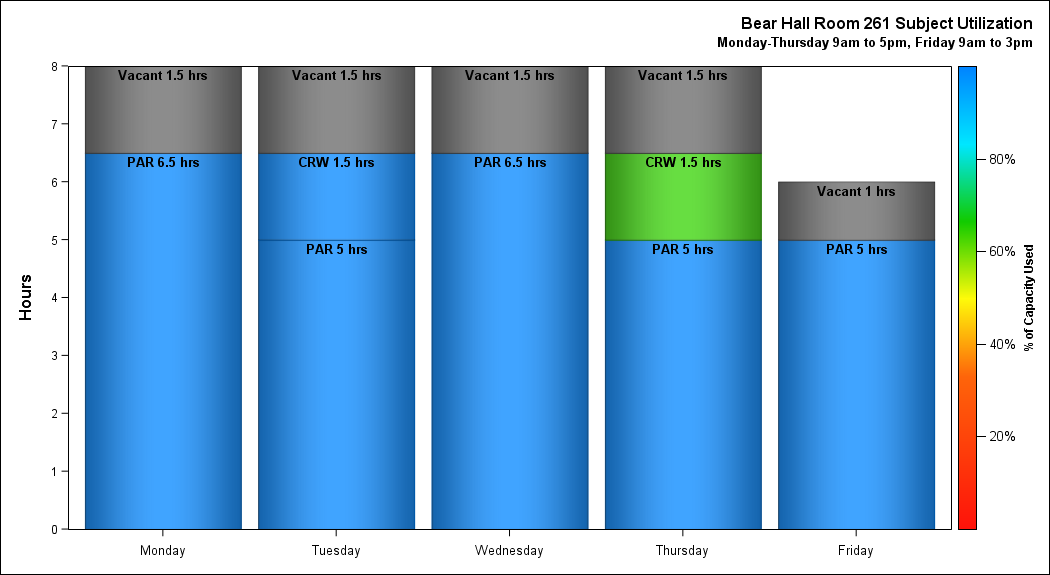 Bear Hall Room 261 Subject Utilization
Monday-Thursday 9am to 5pm, Friday 9am to 3pm
8
7
6
5
4
3
2
1
0
Hours
Vacant 1.5 hrs
PAR 6.5 hrs
Vacant 1.5 hrs
CRW 1.5 hrs
PAR 5 hrs
Vacant 1.5 hrs
PAR 6.5 hrs
Vacant 1.5 hrs
CRW 1.5 hrs
PAR 5 hrs
Vacant 1 hrs
PAR 5 hrs
Monday
Tuesday
Wednesday
Thursday
Friday
80%
60%
40%
20%
% of Capacity Used